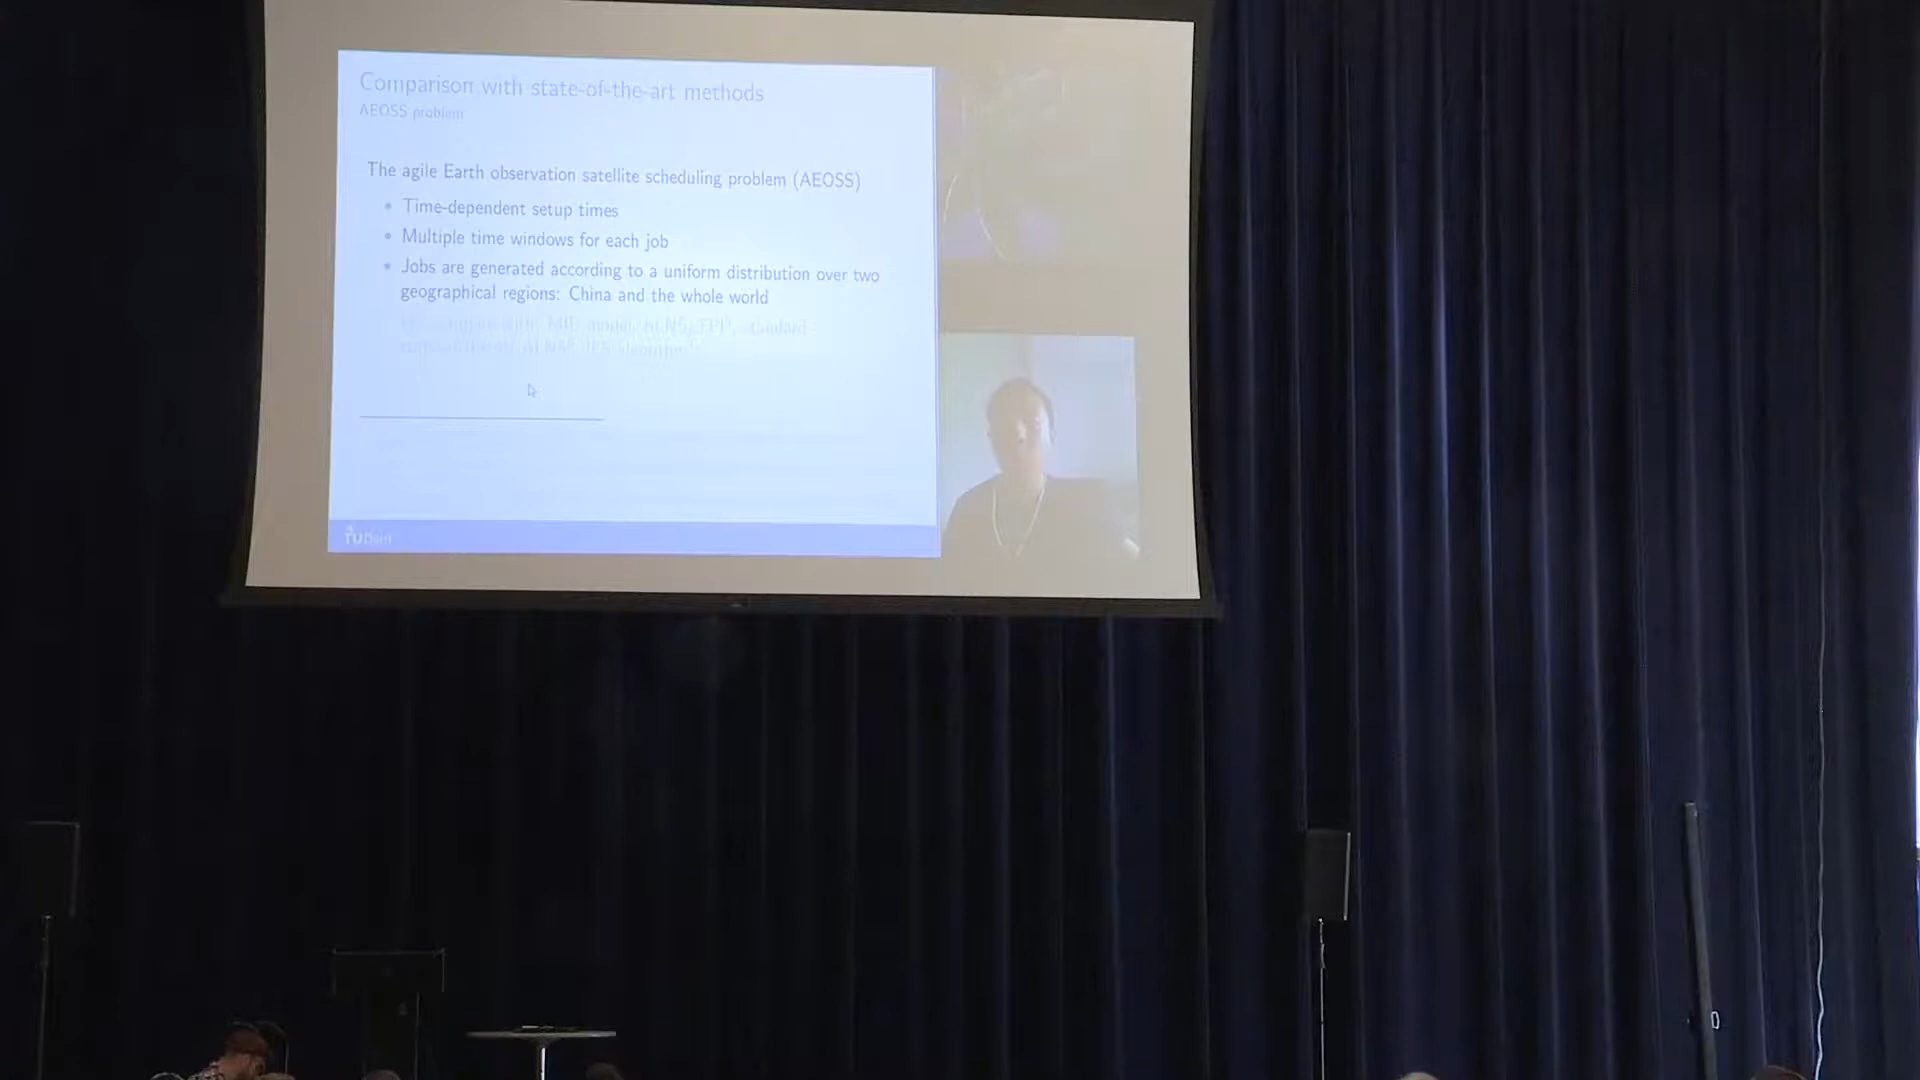 Comparison with state-of-the-art methods
AEOSS problem
The agile Earth observation satellite scheduling problem (AEOSS)
• Time-dependent setup times
• Multiple time windows for each job
• Jobs are generated according to a uniform distribution over two
geographical regions: China and the whole world
TUDelft